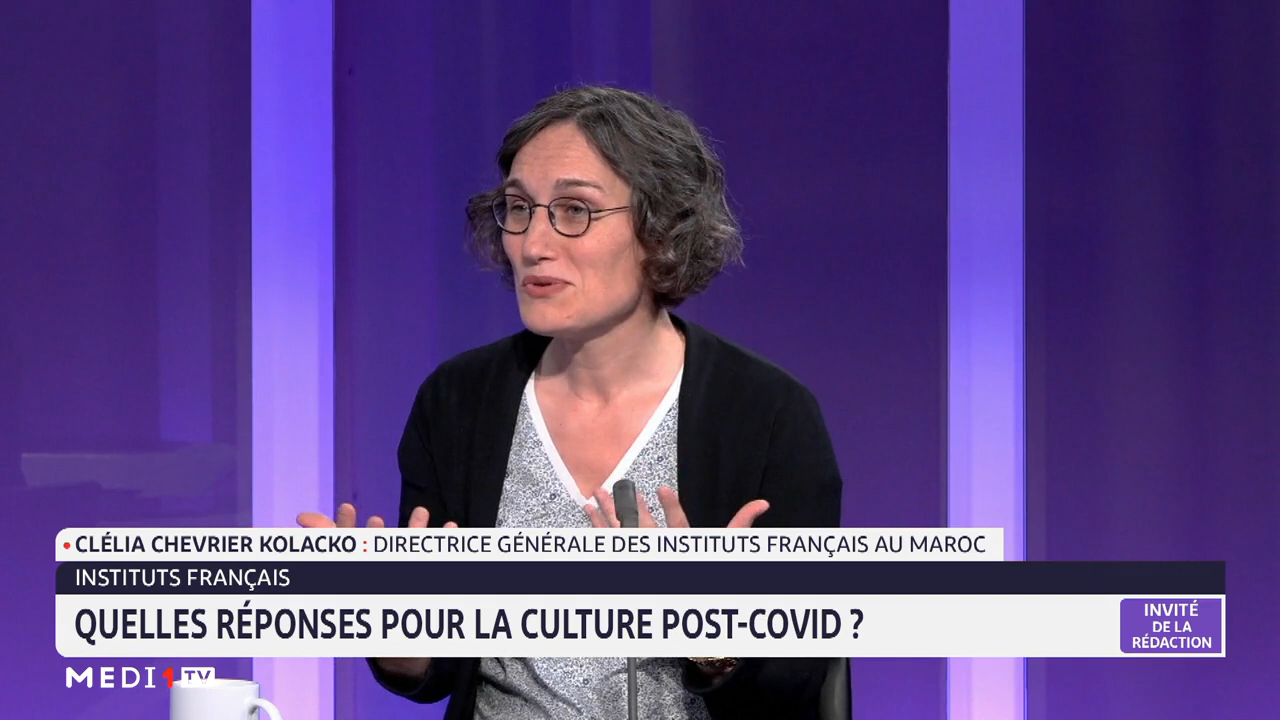 • CLÉLIA CHEVRIER KOLACKO : DIRECTRICE GÉNÉRALE DES INSTITUTS FRANÇAIS AU MAROC
INSTITUTS FRANÇAIS
QUELLES RÉPONSES POUR LA CULTURE POST-COVID ?
INVITÉ
DE LA
RÉDACTION
MEDI1TV